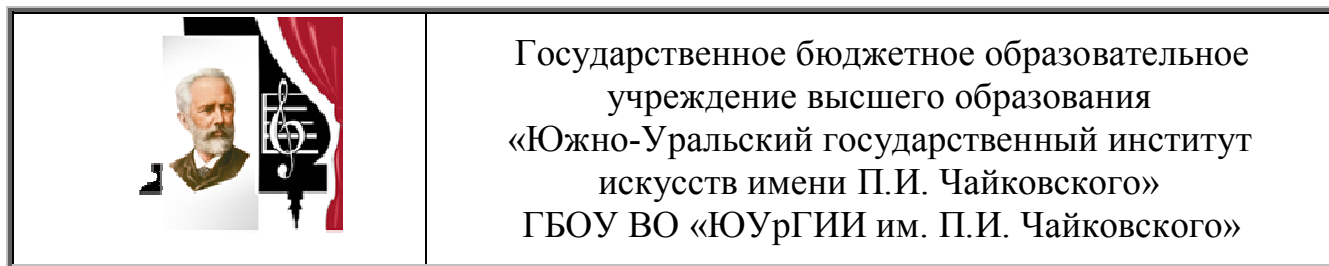 Государственное бюджетное образовательное
учреждение высшего образования
«Южно-Уральский государственный институт
искусств имени П.И. Чайковского»
ГБОУ ВО «ЮУрГИИ им. П.И. Чайковского»